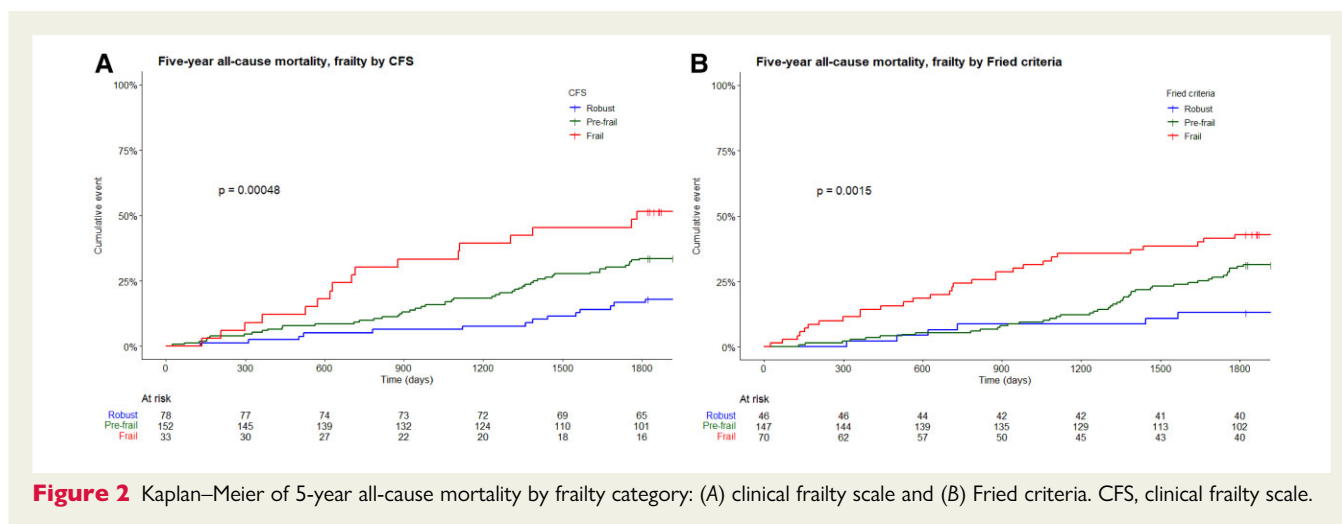 A
Five-year all-cause mortality, frailty by CFS
100%
75%
50%
25%
0%
Cumulative event
CFS
Robust
Pre-frail
Frail
p = 0.00048
0 300 600 900 1200 1500 1800
Time (days)
At risk
Robust 78 77 74 73 72 69 65
Pre-frail 152 145 139 132 124 110 101
Frail 33 30 27 22 20 18 16
B
Five-year all-cause mortality, frailty by Fried criteria
100%
75%
50%
25%
0%
Cumulative event
Fried criteria
Robust
Pre-frail
Frail
p = 0.0015
0 300 600 900 1200 1500 1800
Time (days)
At risk
Robust 46 46 44 42 42 41 40
Pre-frail 147 144 139 135 129 113 102
Frail 70 62 57 50 45 43 40
Figure 2 Kaplan–Meier of 5-year all-cause mortality by frailty category: (A) clinical frailty scale and (B) Fried criteria. CFS, clinical frailty scale.